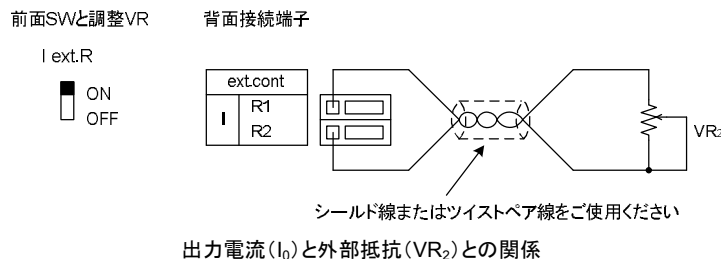 前面SWと調整VR 背面接続端子
I ext.R
ON
OFF
ext.cont
I
R1
R2
VR₂
シールド線またはツイストペア線をご使用ください
出力電流(I₀)と外部抵抗(VR₂)との関係